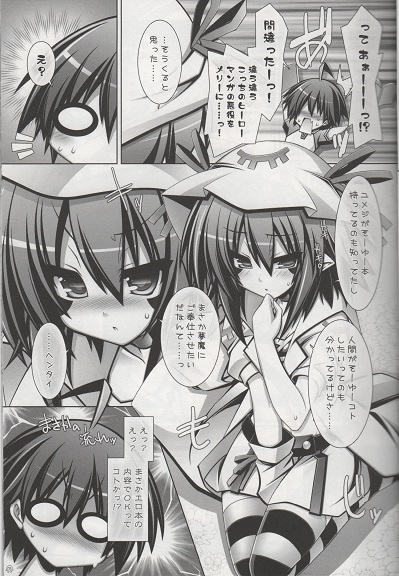 ってあぁーーーっ!?
間違ったーっ!
違う違う
こっちのヒーロー
マンガの悪役を
メリーに……っ!
…そうくると
思った……
え?
ユメジがそーゆー本
持ってるのも知ってたし
人間がそーゆーコト
したいってのも
分かってるけどさ…
まさか夢魔に
ご奉仕させたい
だなんて……っ
…ヘンタイ
えっ?
えっ?
まさかエロ本の
内容でOKって
コトかっ!?
まさかの
流れっ